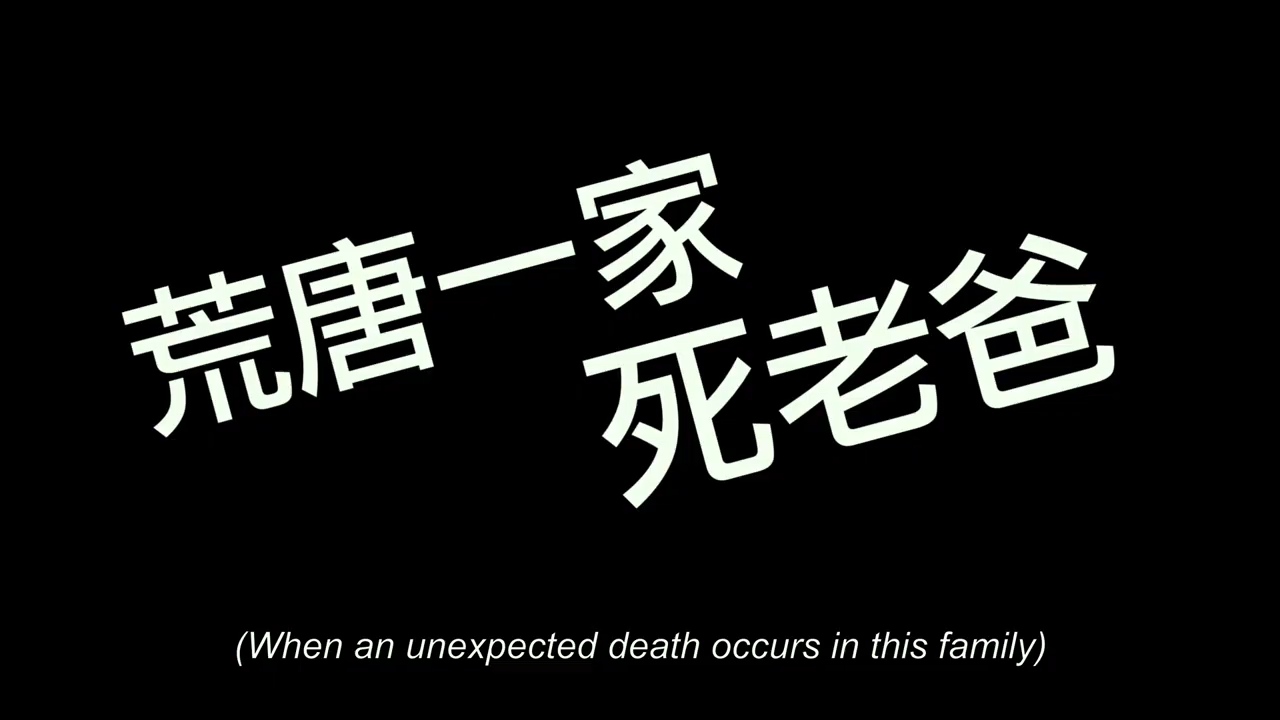 荒唐一家
死老爸
(When an unexpected death occurs in this family)